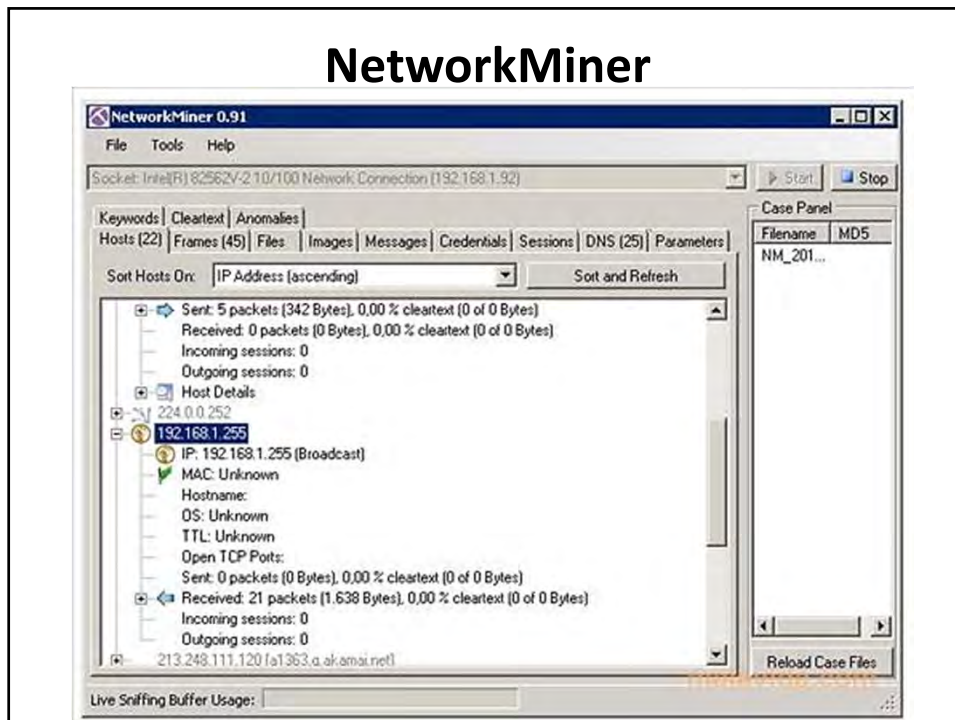 NetworkMiner
NetworkMiner 0.91
File Tools Help
Socket: Intel(R) 82562V-2 10/100 Network Connection (192.168.1.92)
Start Stop
Keywords Cleartext Anomalies
Hosts (22) Frames (45) Files Images Messages Credentials Sessions DNS (25) Parameters
Sort Hosts On: IP Address (ascending) Sort and Refresh
Case Panel
Filename MD5
NM_201...
Sent: 5 packets (342 Bytes), 0,00 % cleartext (0 of 0 Bytes)
Received: 0 packets (0 Bytes), 0,00 % cleartext (0 of 0 Bytes)
Incoming sessions: 0
Outgoing sessions: 0
Host Details
224.0.0.252
192.168.1.255
IP: 192.168.1.255 (Broadcast)
MAC: Unknown
Hostname:
OS: Unknown
TTL: Unknown
Open TCP Ports:
Sent: 0 packets (0 Bytes), 0,00 % cleartext (0 of 0 Bytes)
Received: 21 packets (1.638 Bytes), 0,00 % cleartext (0 of 0 Bytes)
Incoming sessions: 0
Outgoing sessions: 0
213.248.111.120 [a1363.g.akamai.net]
Reload Case Files
Live Sniffing Buffer Usage: